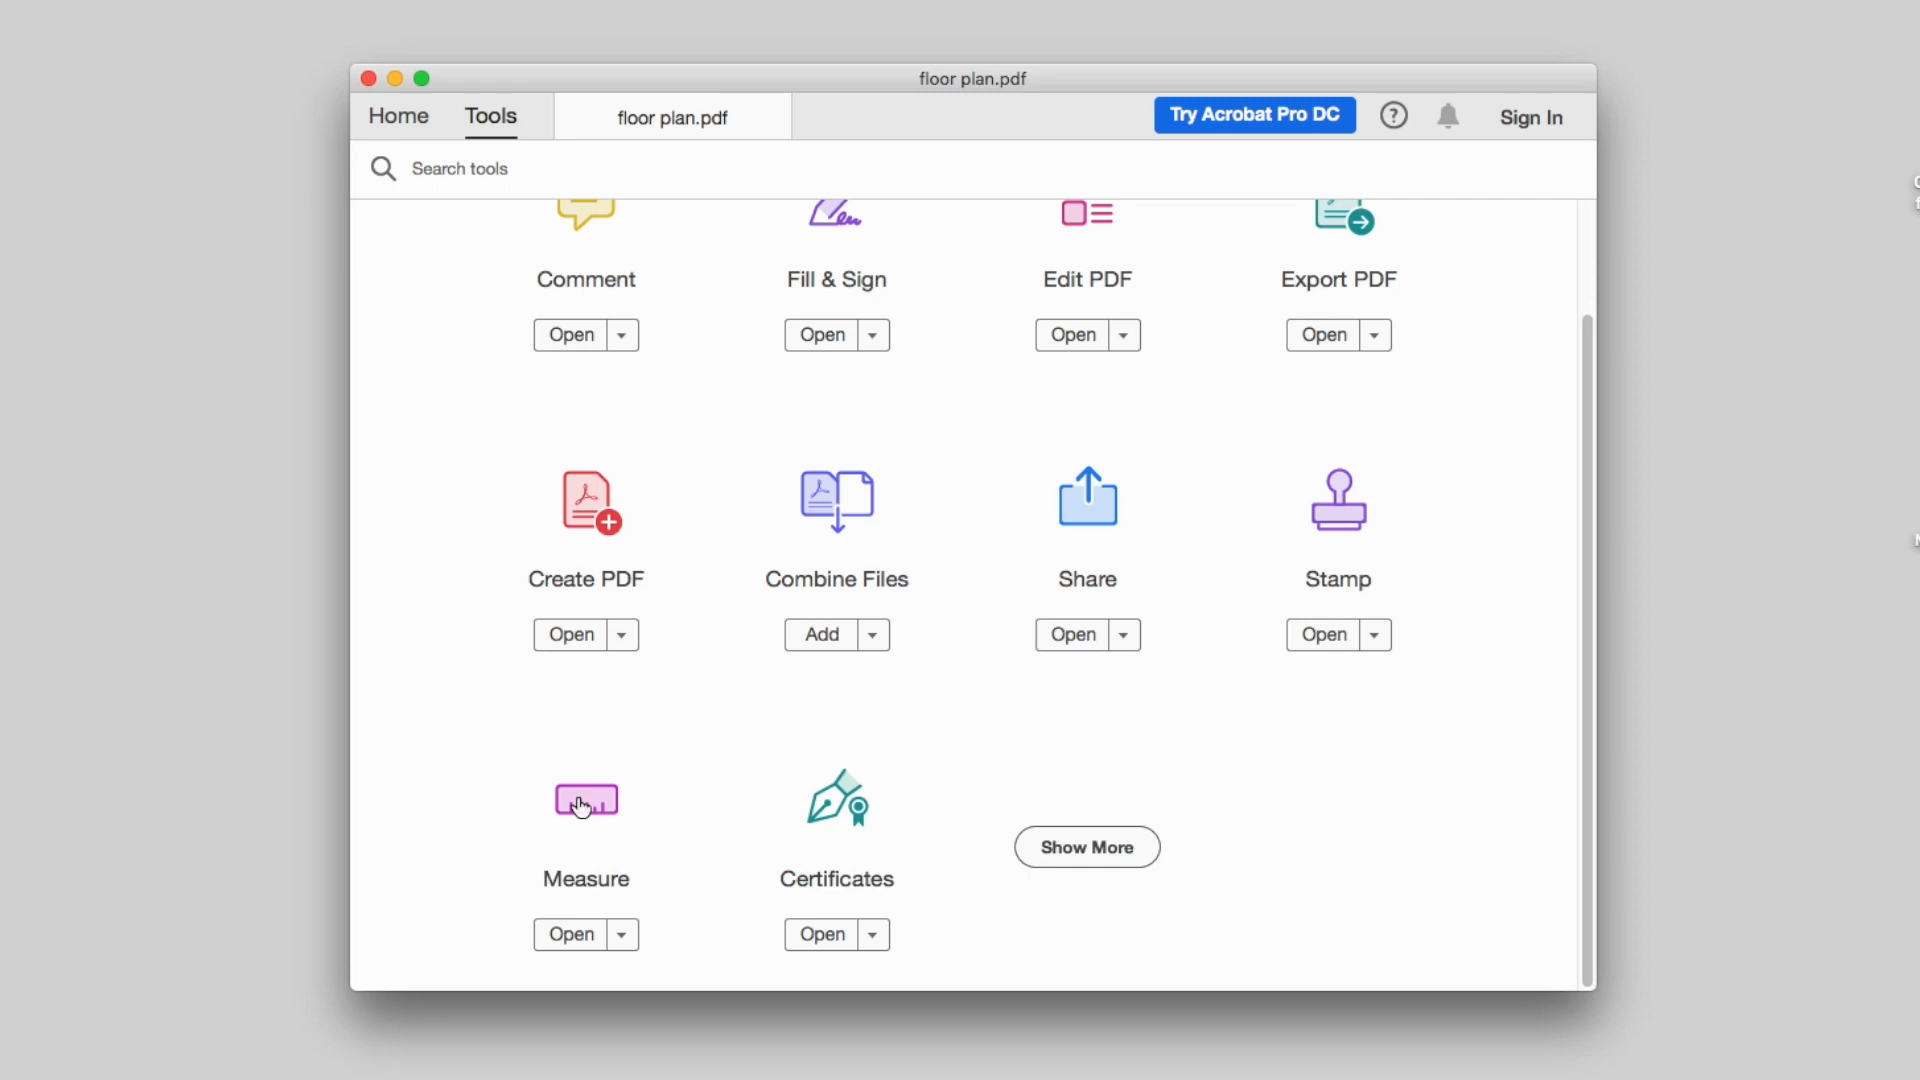 floor plan.pdf
Home Tools floor plan.pdf Try Acrobat Pro DC ? Sign In
Search tools
Comment Fill & Sign Edit PDF Export PDF
Open Open Open Open
Create PDF Combine Files Share Stamp
Open Add Open Open
Show More
Measure Certificates
Open Open